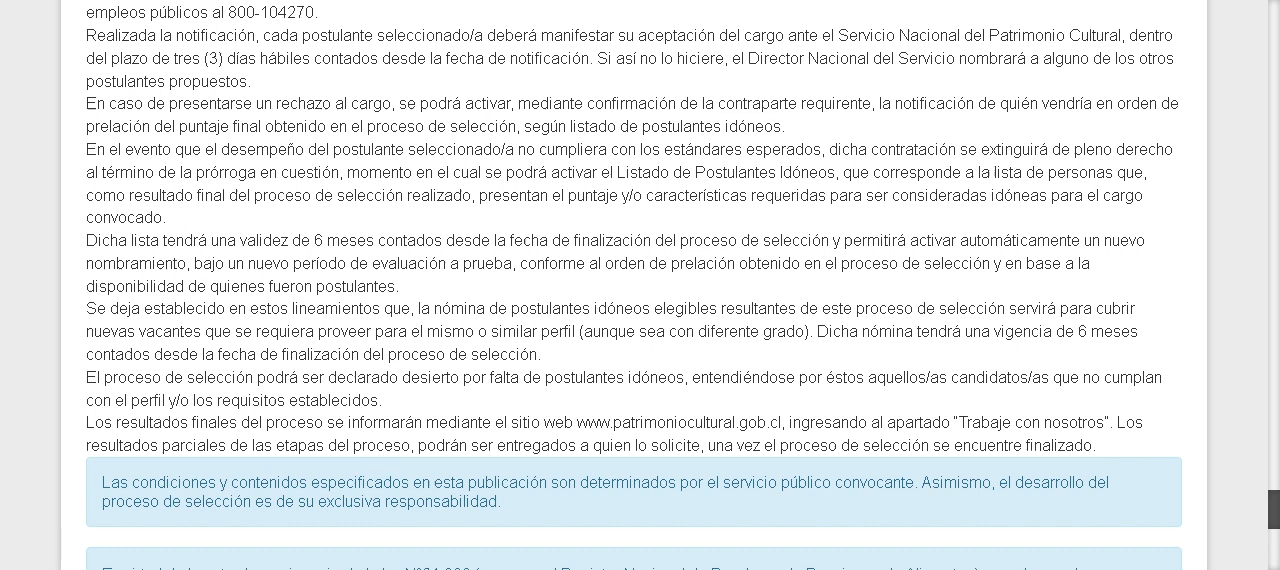 empleos públicos al 800-104270.
Realizada la notificación, cada postulante seleccionado/a deberá manifestar su aceptación del cargo ante el Servicio Nacional del Patrimonio Cultural, dentro
del plazo de tres (3) días hábiles contados desde la fecha de notificación. Si así no lo hiciere, el Director Nacional del Servicio nombrará a alguno de los otros
postulantes propuestos.
En caso de presentarse un rechazo al cargo, se podrá activar, mediante confirmación de la contraparte requirente, la notificación de quién vendría en orden de
prelación del puntaje final obtenido en el proceso de selección, según listado de postulantes idóneos.
En el evento que el desempeño del postulante seleccionado/a no cumpliera con los estándares esperados, dicha contratación se extinguirá de pleno derecho
al término de la prórroga en cuestión, momento en el cual se podrá activar el Listado de Postulantes Idóneos, que corresponde a la lista de personas que,
como resultado final del proceso de selección realizado, presentan el puntaje y/o características requeridas para ser consideradas idóneas para el cargo
convocado.
Dicha lista tendrá una validez de 6 meses contados desde la fecha de finalización del proceso de selección y permitirá activar automáticamente un nuevo
nombramiento, bajo un nuevo período de evaluación a prueba, conforme al orden de prelación obtenido en el proceso de selección y en base a la
disponibilidad de quienes fueron postulantes.
Se deja establecido en estos lineamientos que, la nómina de postulantes idóneos elegibles resultantes de este proceso de selección servirá para cubrir
nuevas vacantes que se requiera proveer para el mismo o similar perfil (aunque sea con diferente grado). Dicha nómina tendrá una vigencia de 6 meses
contados desde la fecha de finalización del proceso de selección.
El proceso de selección podrá ser declarado desierto por falta de postulantes idóneos, entendiéndose por éstos aquellos/as candidatos/as que no cumplan
con el perfil y/o los requisitos establecidos.
Los resultados finales del proceso se informarán mediante el sitio web www.patrimoniocultural.gob.cl, ingresando al apartado "Trabaje con nosotros". Los
resultados parciales de las etapas del proceso, podrán ser entregados a quien lo solicite, una vez el proceso de selección se encuentre finalizado.
Las condiciones y contenidos especificados en esta publicación son determinados por el servicio público convocante. Asimismo, el desarrollo del
proceso de selección es de su exclusiva responsabilidad.